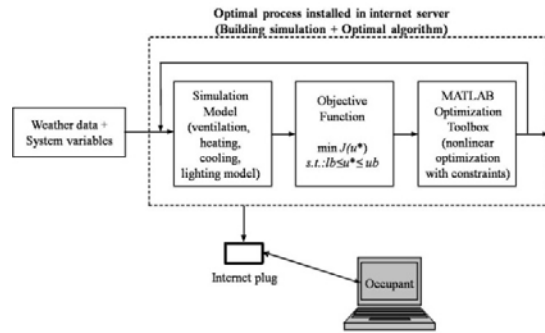 Optimal process installed in internet server
(Building simulation + Optimal algorithm)
Weather data +
System variables
Simulation
Model
(ventilation,
heating,
cooling,
lighting model)
Objective
Function
min J(u*)
s.t.:lb≤u*≤ ub
MATLAB
Optimization
Toolbox
(nonlinear
optimization
with constraints)
Internet plug
Occupant